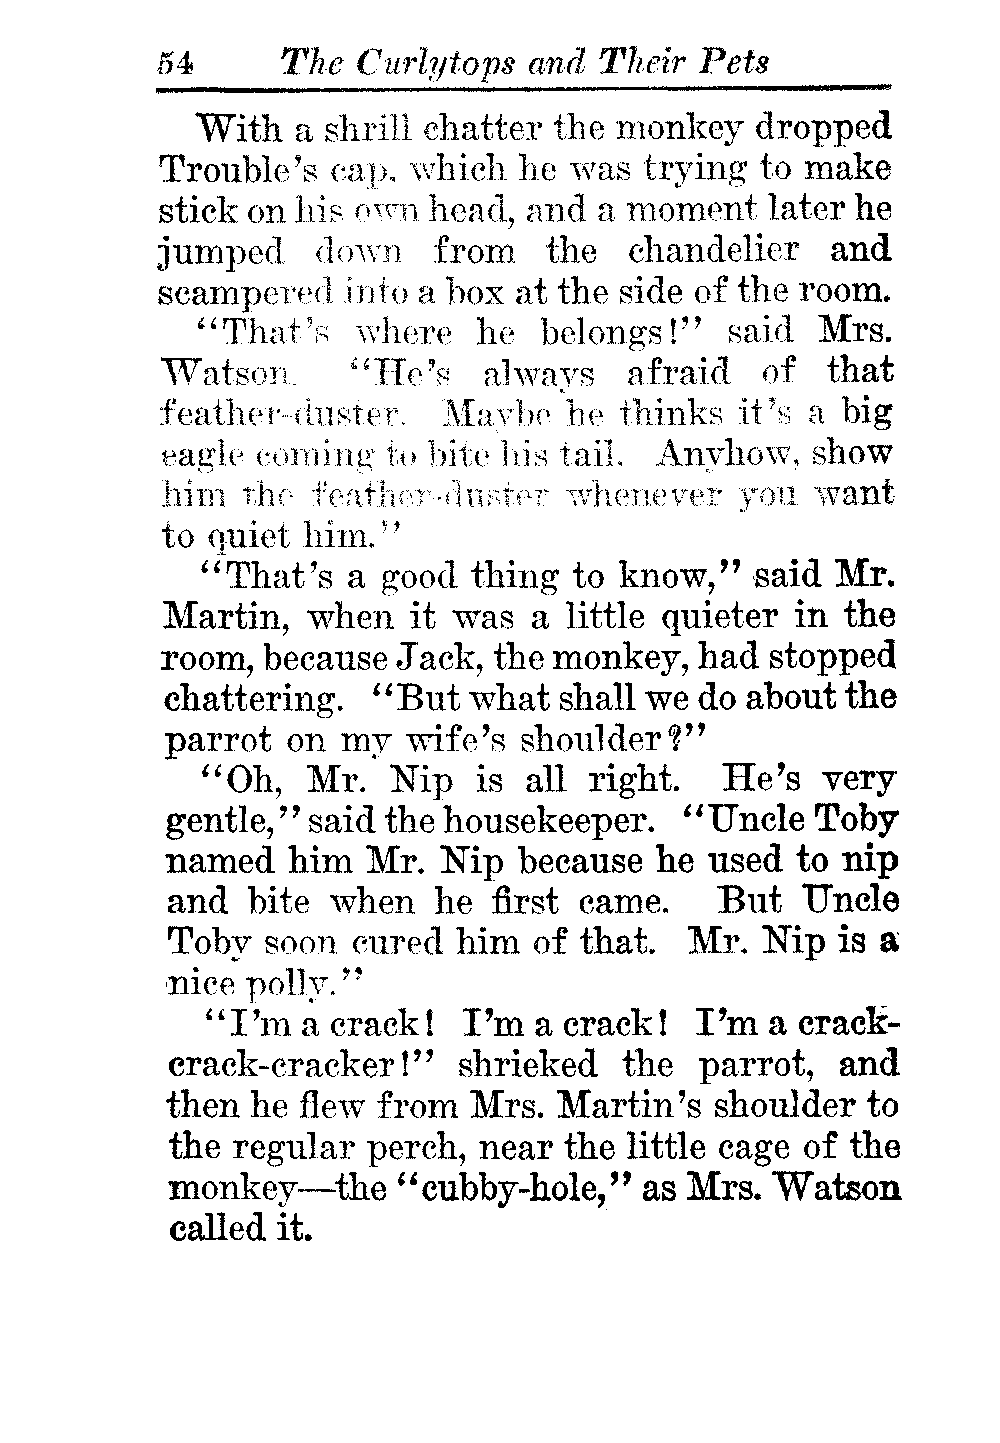 54 The Curlytops and Their Pets
With a shrill chatter the monkey dropped
Trouble's cap, which he was trying to make
stick on his own head, and a moment later he
jumped down from the chandelier and
scampered into a box at the side of the room.
"That's where he belongs!" said Mrs.
Watson. "He's always afraid of that
feather-duster. Maybe he thinks it's a big
eagle coming to bite his tail. Anyhow, show
him the feather-duster whenever you want
to quiet him."
"That's a good thing to know," said Mr.
Martin, when it was a little quieter in the
room, because Jack, the monkey, had stopped
chattering. "But what shall we do about the
parrot on my wife's shoulder?"
"Oh, Mr. Nip is all right. He's very
gentle," said the housekeeper. "Uncle Toby
named him Mr. Nip because he used to nip
and bite when he first came. But Uncle
Toby soon cured him of that. Mr. Nip is a
nice polly."
"I'm a crack! I'm a crack! I'm a crack-
crack-cracker!" shrieked the parrot, and
then he flew from Mrs. Martin's shoulder to
the regular perch, near the little cage of the
monkey—the "cubby-hole," as Mrs. Watson
called it.